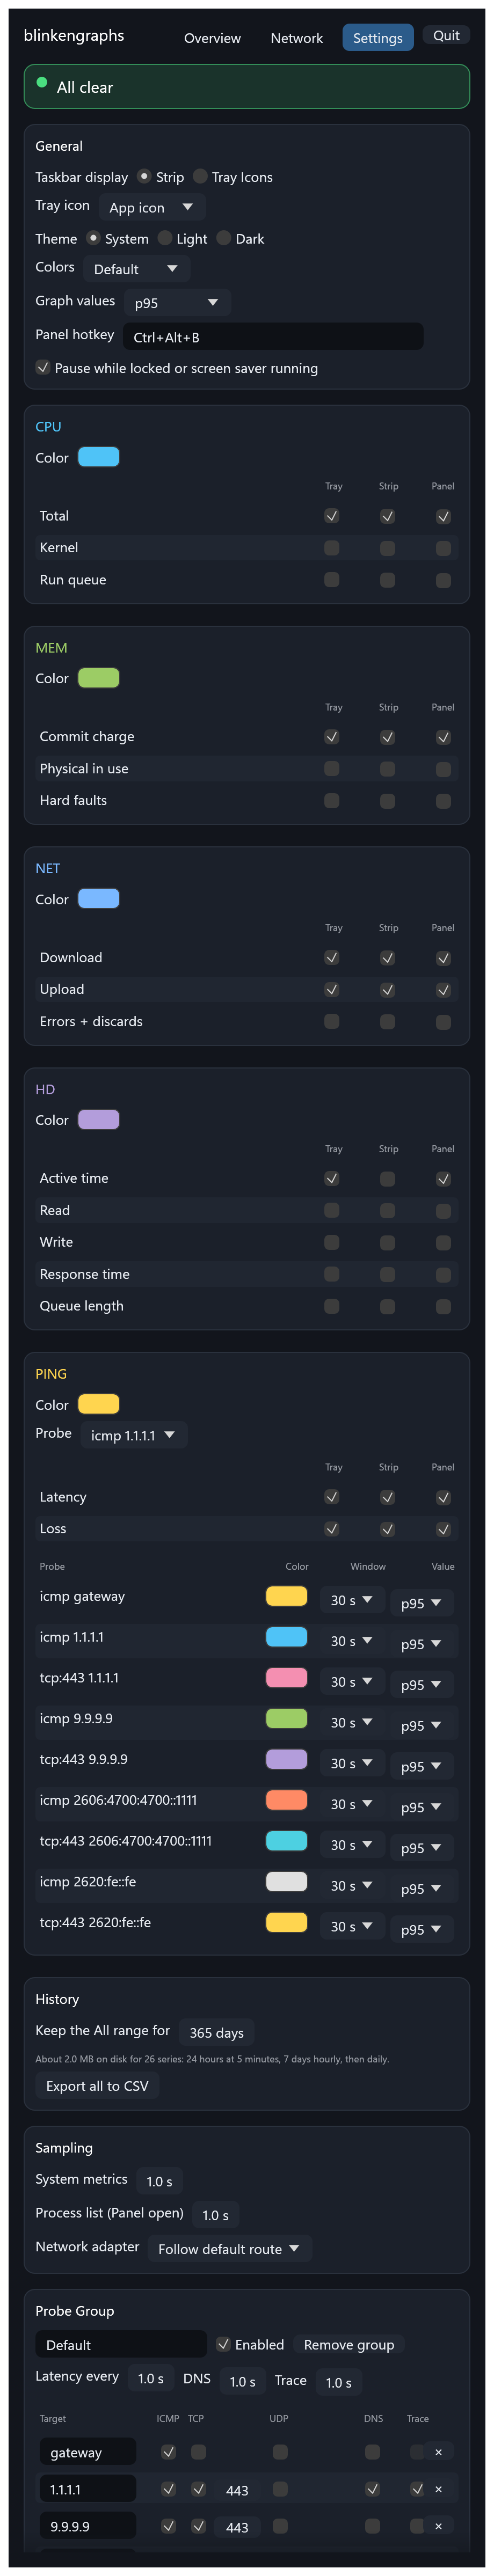 blinkengraphs Overview Network Settings Quit
All clear
General
Taskbar display Strip Tray Icons
Tray icon App icon
Theme System Light Dark
Colors Default
Graph values p95
Panel hotkey Ctrl+Alt+B
Pause while locked or screen saver running
CPU
Color
Tray Strip Panel
Total
Kernel
Run queue
MEM
Color
Tray Strip Panel
Commit charge
Physical in use
Hard faults
NET
Color
Tray Strip Panel
Download
Upload
Errors + discards
HD
Color
Tray Strip Panel
Active time
Read
Write
Response time
Queue length
PING
Color
Probe icmp 1.1.1.1
Tray Strip Panel
Latency
Loss
Probe Color Window Value
icmp gateway 30 s p95
icmp 1.1.1.1 30 s p95
tcp:443 1.1.1.1 30 s p95
icmp 9.9.9.9 30 s p95
tcp:443 9.9.9.9 30 s p95
icmp 2606:4700:4700::1111 30 s p95
tcp:443 2606:4700:4700::1111 30 s p95
icmp 2620:fe::fe 30 s p95
tcp:443 2620:fe::fe 30 s p95
History
Keep the All range for 365 days
About 2.0 MB on disk for 26 series: 24 hours at 5 minutes, 7 days hourly, then daily.
Export all to CSV
Sampling
System metrics 1.0 s
Process list (Panel open) 1.0 s
Network adapter Follow default route
Probe Group
Default Enabled Remove group
Latency every 1.0 s DNS 1.0 s Trace 1.0 s
Target ICMP TCP UDP DNS Trace
gateway ×
1.1.1.1 443 ×
9.9.9.9 443 ×